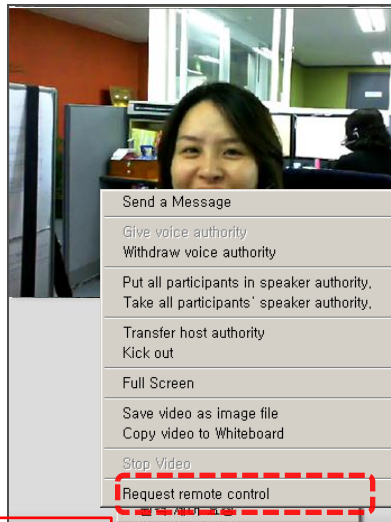 Send a Message
Give voice authority
Withdraw voice authority
Put all participants in speaker authority,
Take all participants' speaker authority,
Transfer host authority
Kick out
Full Screen
Save video as image file
Copy video to Whiteboard
Stop Video
Request remote control